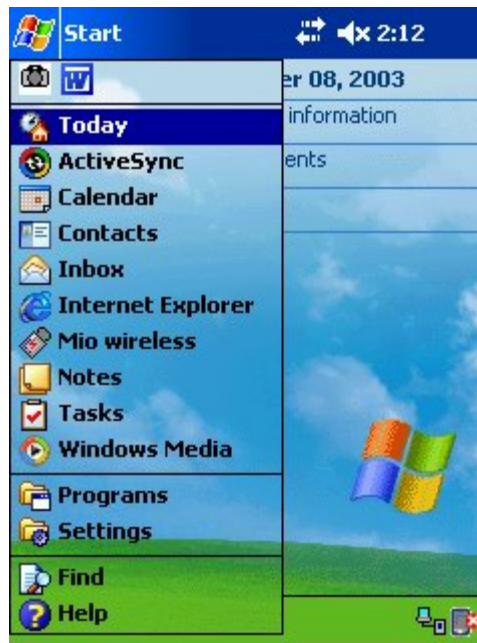 Start 2:12
er 08, 2003
Today
information
ActiveSync
ents
Calendar
Contacts
Inbox
Internet Explorer
Mio wireless
Notes
Tasks
Windows Media
Programs
Settings
Find
Help